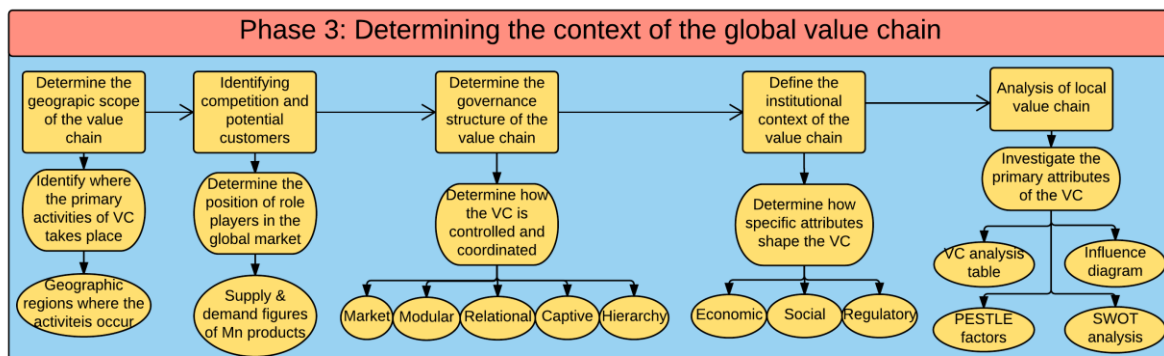 Phase 3: Determining the context of the global value chain
Determine the
geograpic scope
of the value
chain
Identifying
competition and
potential
customers
Determine the
governance
structure of the
value chain
Define the
institutional
context of the
value chain
Analysis of local
value chain
Identify where
the primary
activities of VC
takes place
Determine the
position of role
players in the
global market
Determine how
the VC is
controlled and
coordinated
Determine how
specific attributes
shape the VC
Investigate the
primary attributes
of the VC
Geographic
regions where the
activiteis occur
Supply &
demand figures
of Mn products
Market
Modular
Relational
Captive
Hierarchy
Economic
Social
Regulatory
VC analysis
table
Influence
diagram
PESTLE
factors
SWOT
analysis